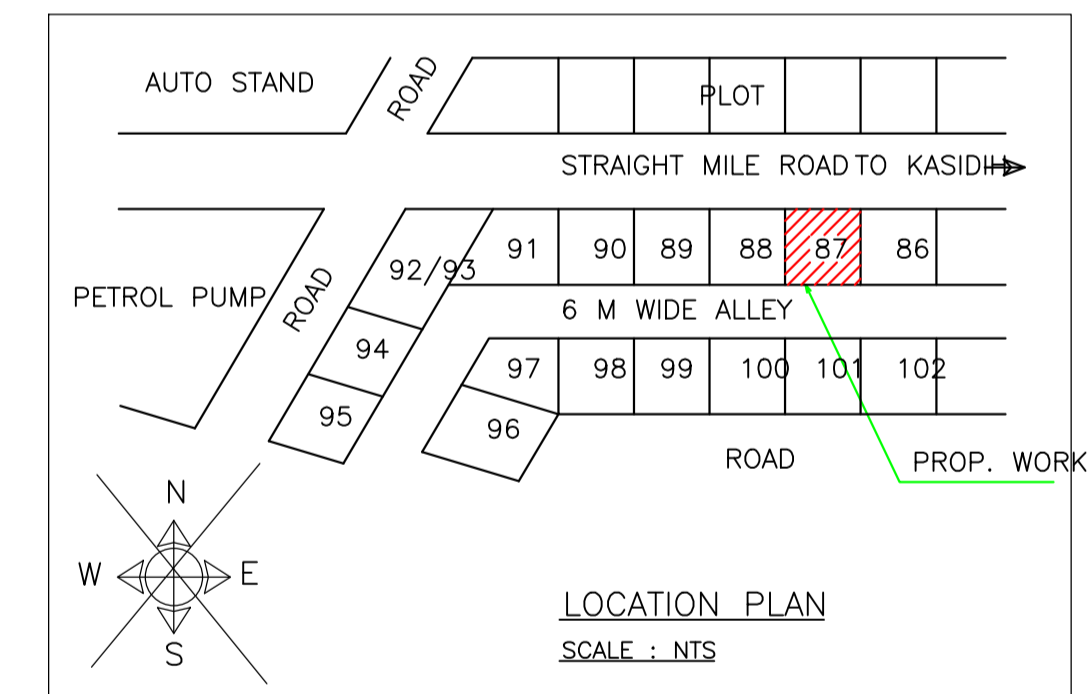 AUTO STAND
ROAD
PLOT
STRAIGHT MILE ROAD TO KASIDIH
91 90 89 88 87 86
92/93
PETROL PUMP
ROAD
6 M WIDE ALLEY
94
97 98 99 100 101 102
95
96
ROAD
PROP. WORK
N
W E
S
LOCATION PLAN
SCALE : NTS